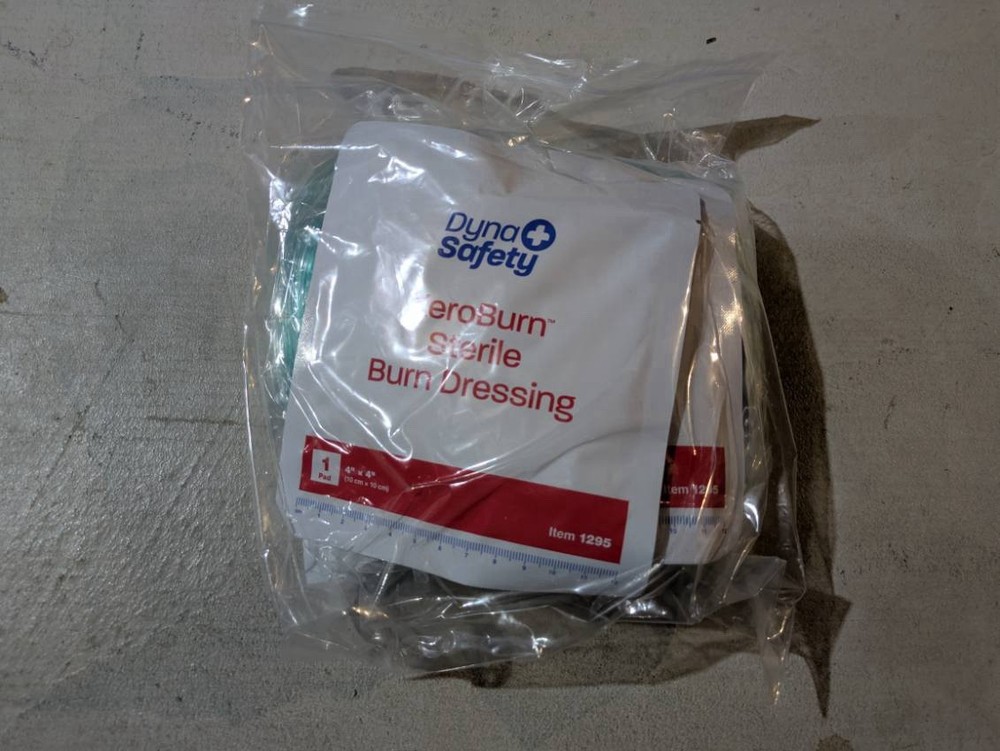 Dyna
Safety
eroBurn™
Sterile
Burn Dressing
1
Pad
4" x 4"
(10 cm x 10 cm)
Item 1295
Item 1295